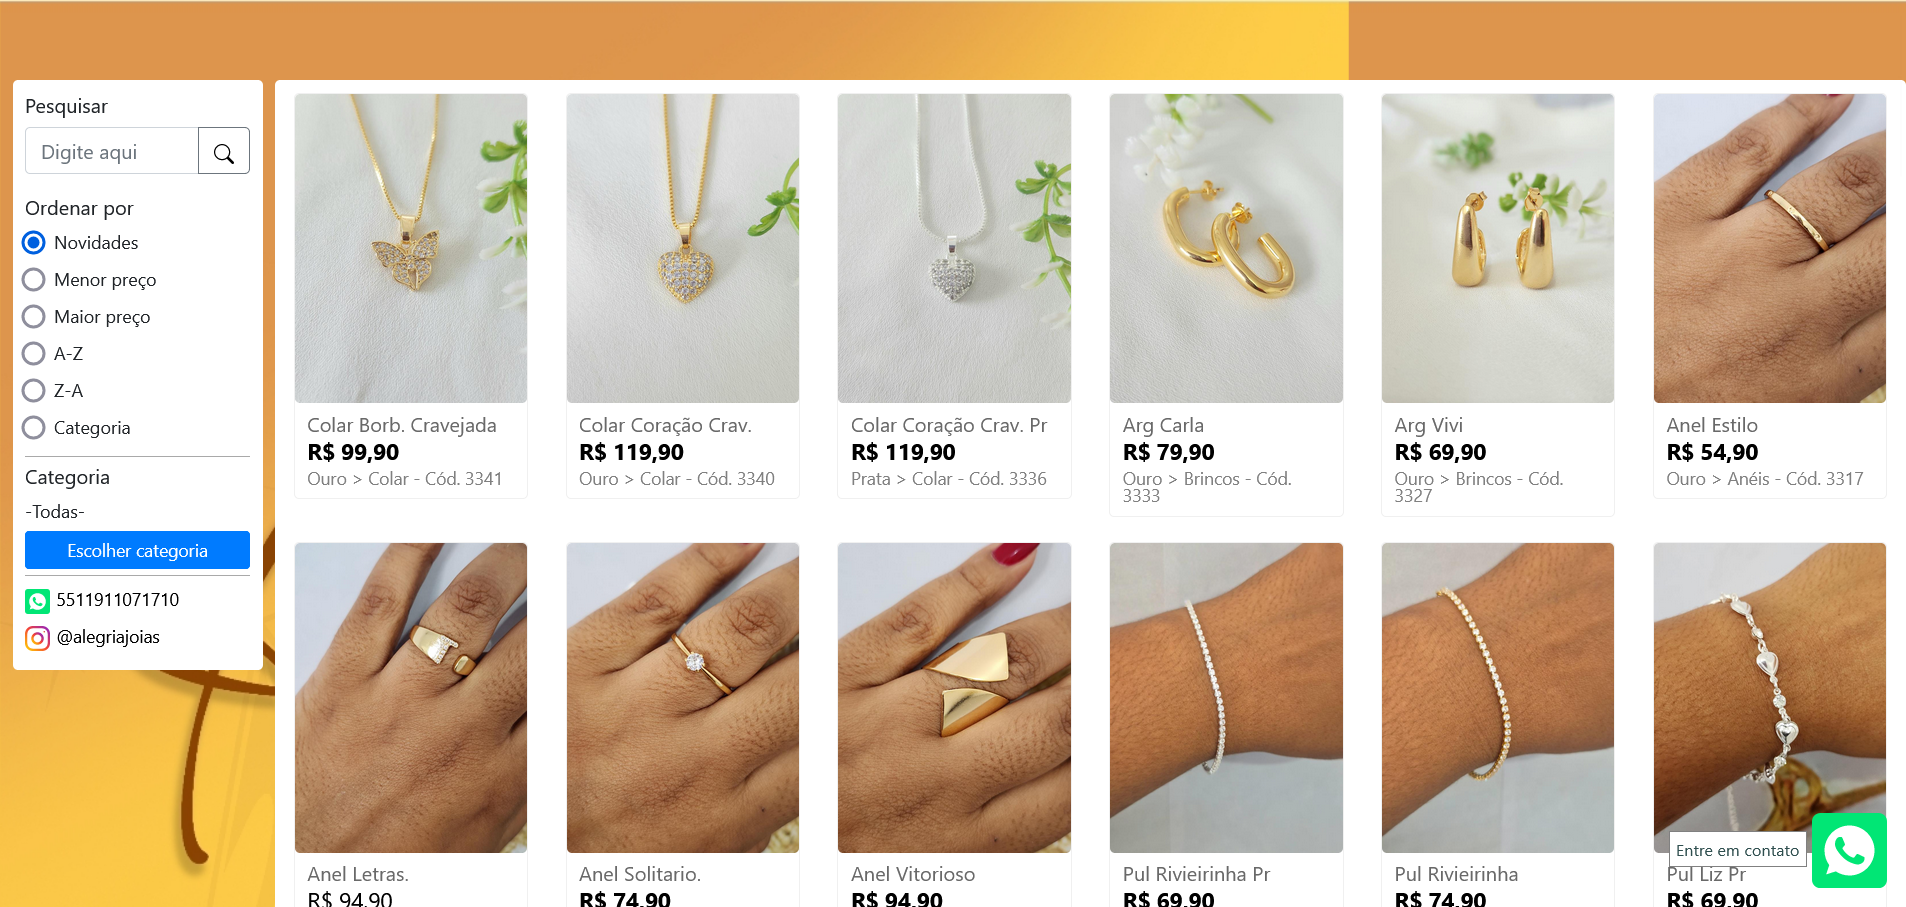 Pesquisar
Digite aqui
Ordenar por
Novidades
Menor preço
Maior preço
A-Z
Z-A
Categoria
Categoria
-Todas-
Escolher categoria
5511911071710
@alegriajoias
Colar Borb. Cravejada
R$ 99,90
Ouro > Colar - Cód. 3341
Colar Coração Crav.
R$ 119,90
Ouro > Colar - Cód. 3340
Colar Coração Crav. Pr
R$ 119,90
Prata > Colar - Cód. 3336
Arg Carla
R$ 79,90
Ouro > Brincos - Cód.
3333
Arg Vivi
R$ 69,90
Ouro > Brincos - Cód.
3327
Anel Estilo
R$ 54,90
Ouro > Anéis - Cód. 3317
Anel Letras.
R$ 94,90
Anel Solitario.
R$ 74,90
Anel Vitorioso
R$ 94,90
Pul Rivieirinha Pr
R$ 69,90
Pul Rivieirinha
R$ 74,90
Pul Liz Pr
R$ 69,90
Entre em contato